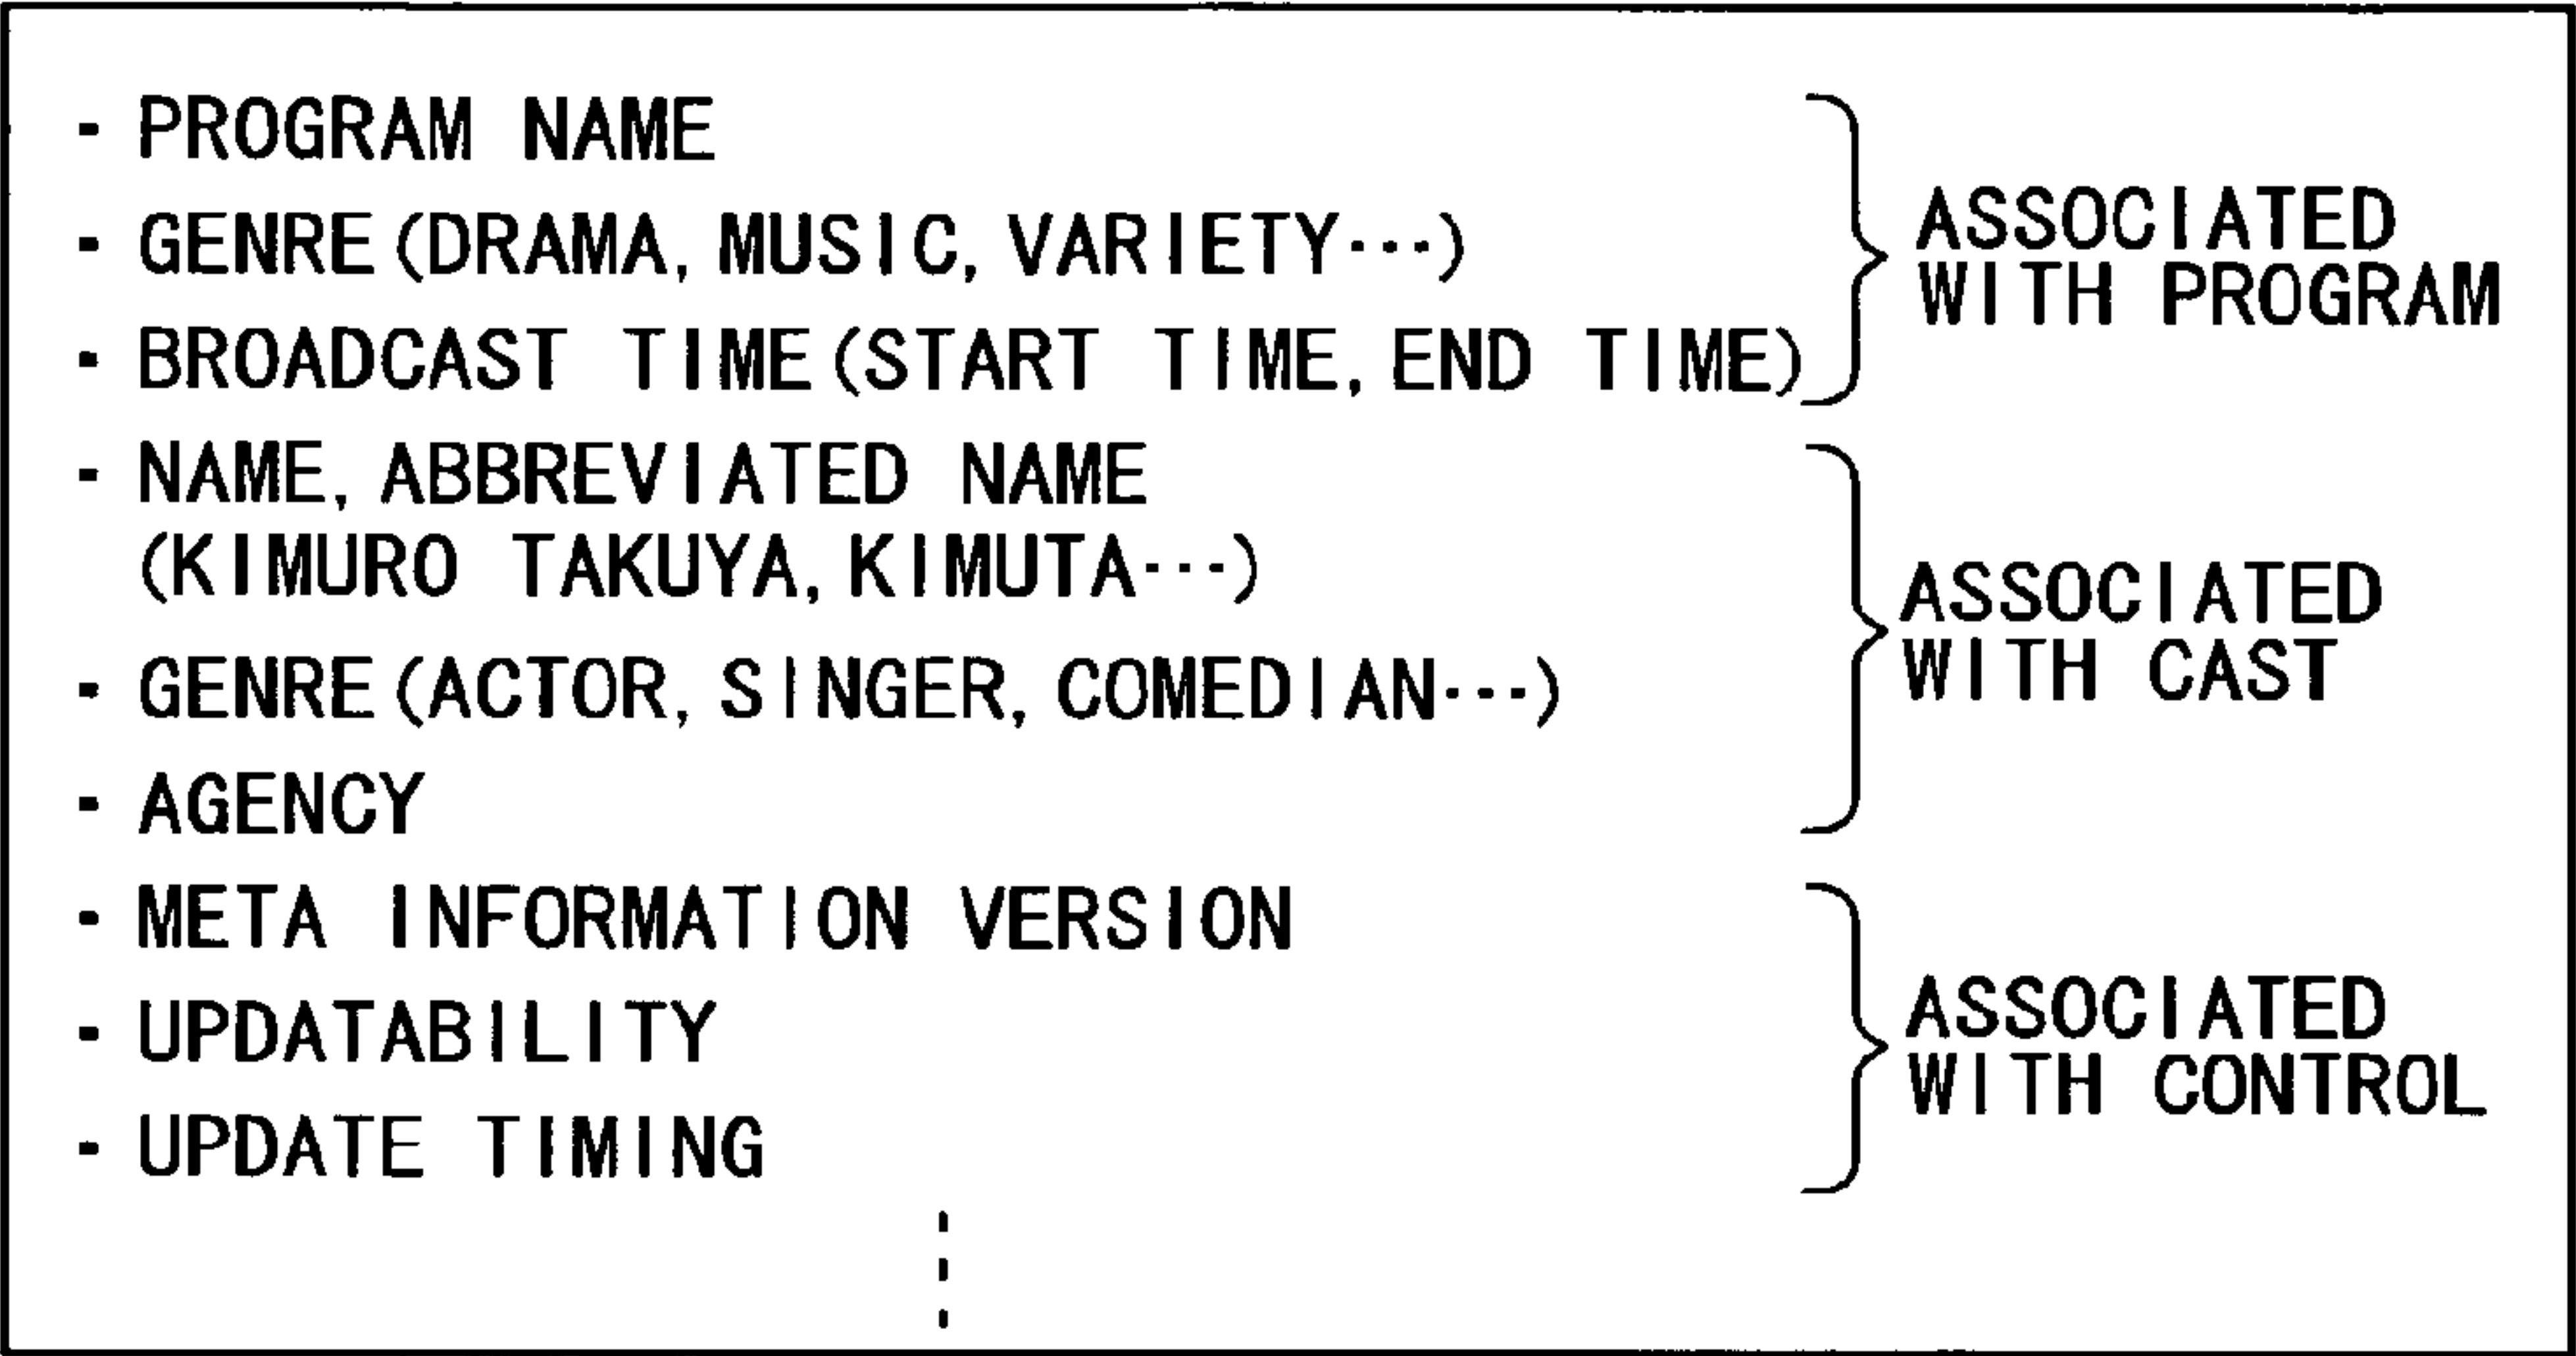 - PROGRAM NAME
- GENRE(DRAMA, MUSIC, VARIETY···)
- BROADCAST TIME(START TIME, END TIME)
ASSOCIATED
WITH PROGRAM
- NAME, ABBREVIATED NAME
(KIMURO TAKUYA, KIMUTA···)
- GENRE(ACTOR, SINGER, COMEDIAN···)
- AGENCY
ASSOCIATED
WITH CAST
- META INFORMATION VERSION
- UPDATABILITY
- UPDATE TIMING
ASSOCIATED
WITH CONTROL